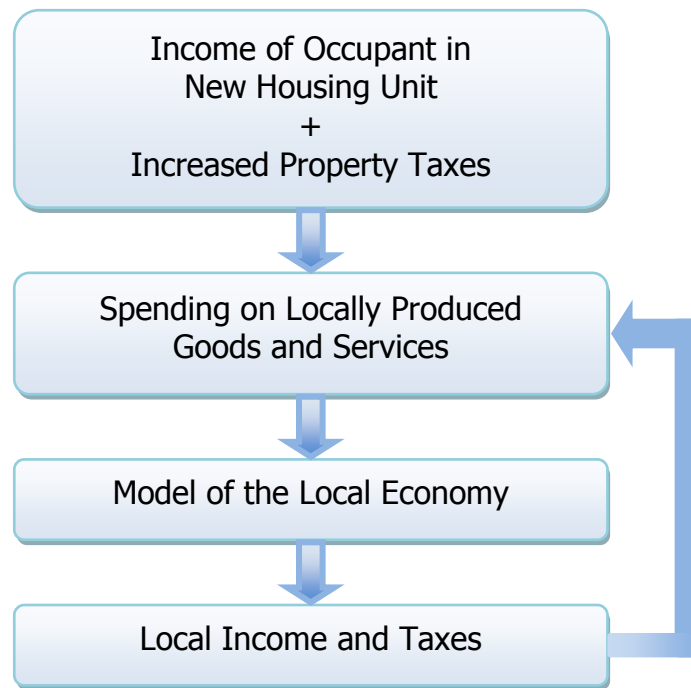 Income of Occupant in
New Housing Unit
+
Increased Property Taxes
Spending on Locally Produced
Goods and Services
Model of the Local Economy
Local Income and Taxes